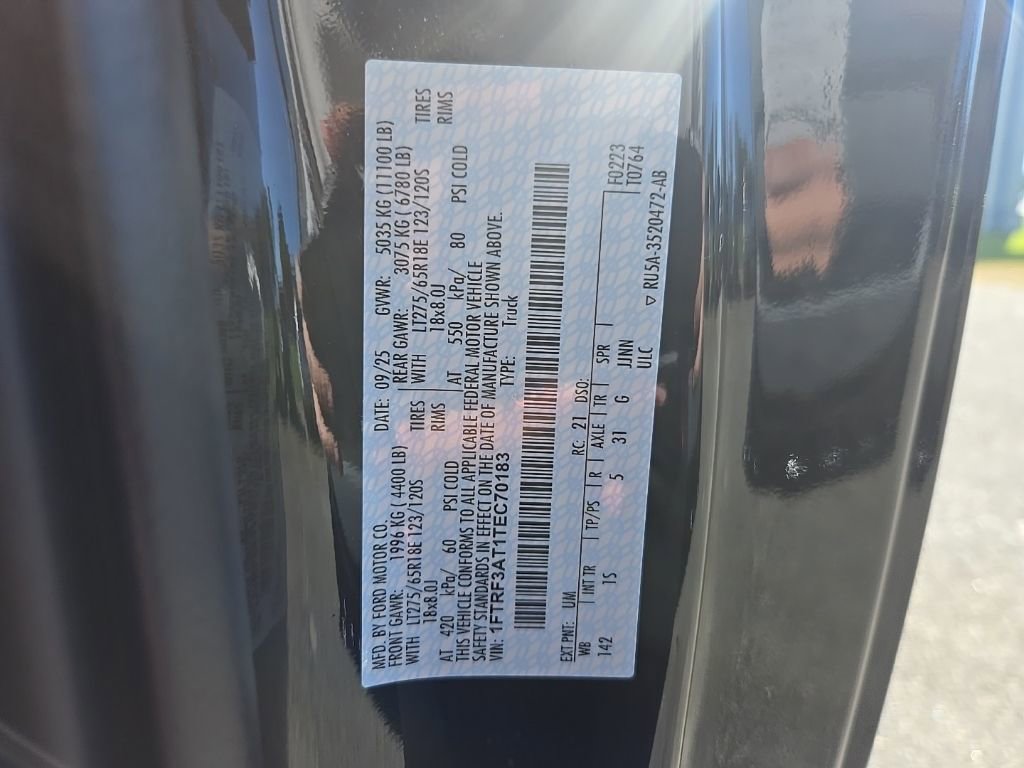 MFD. BY FORD MOTOR CO. DATE: 09/25 GVWR: 5035 KG (11100 LB)
FRONT GAWR: 1996 KG ( 4400 LB) REAR GAWR: 3075 KG ( 6780 LB)
WITH LT275/65R18E 123/120S TIRES WITH LT275/65R18E 123/120S TIRES
18x8.0J RIMS 18x8.0J RIMS
AT 420 kPa/ 60 PSI COLD AT 550 kPa/ 80 PSI COLD
THIS VEHICLE CONFORMS TO ALL APPLICABLE FEDERAL MOTOR VEHICLE
SAFETY STANDARDS IN EFFECT ON THE DATE OF MANUFACTURE SHOWN ABOVE.
VIN: 1FTRF3AT1TEC70183 TYPE: Truck
EXT PNT: UM RC: 21 DSO: F0223
WB INT TR TP/PS R AXLE TR SPR T0764
142 TS 5 31 G JJNN
ULC ▽ RU5A-3520472-AB